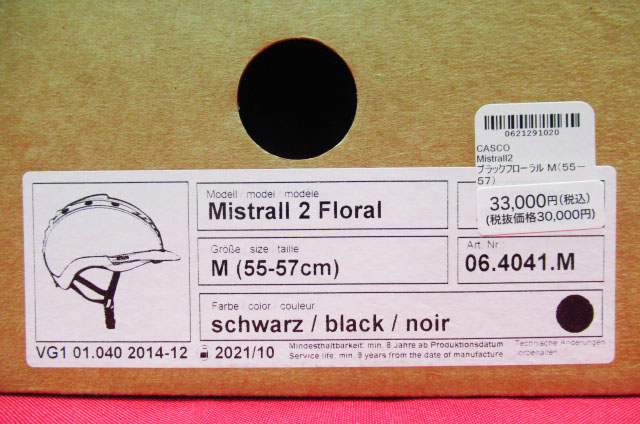 0621291020
CASCO
Mistrall2
ブラックフローラル M(55ー
57)
33,000円(税込)
(税抜価格30,000円)
Modell / model / modele
Mistrall 2 Floral
Größe / size / taille
M (55-57cm)
Art. Nr.
06.4041.M
Farbe / color / couleur
schwarz / black / noir
VG1 01.040 2014-12
2021/10
Mindesthaltbarkeit: min. 8 Jahre ab Produktionsdatum
Service life: min. 8 years from the date of manufacture
Technische Änderungen
vorbehalten